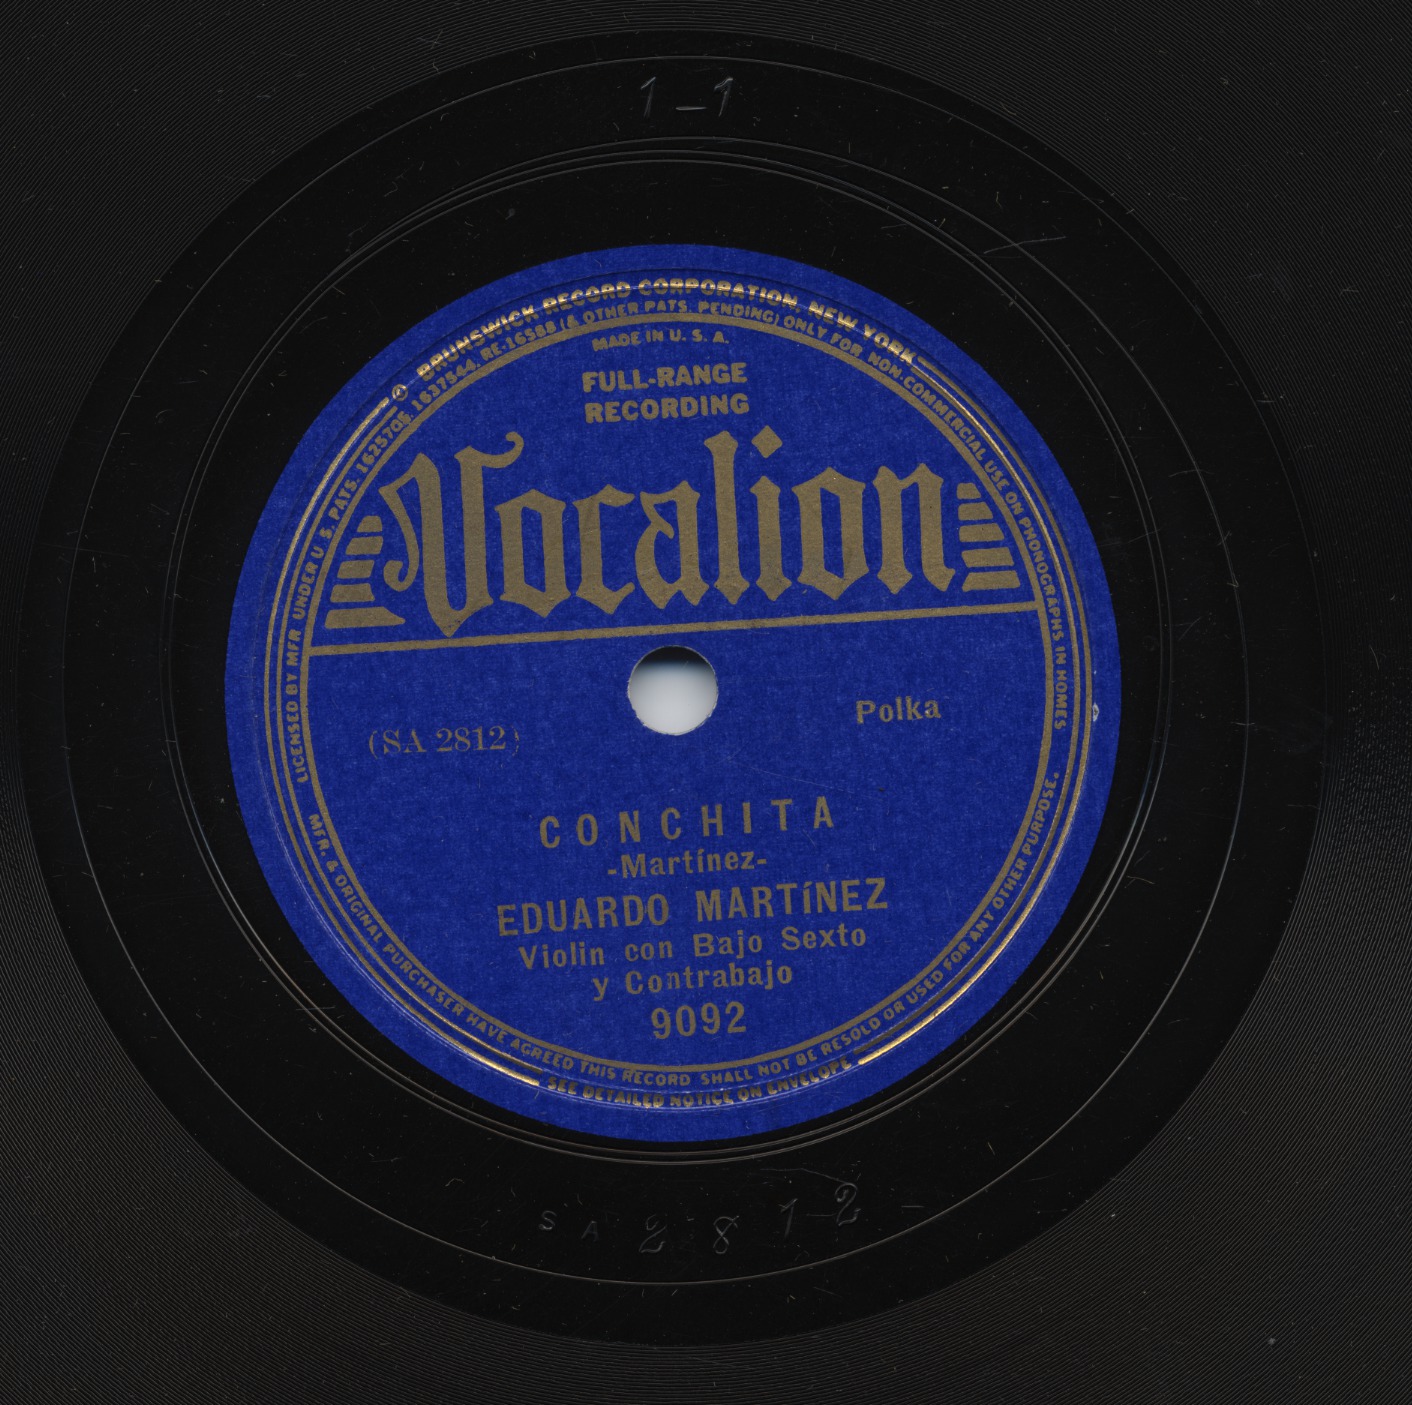 1-1
© BRUNSWICK RECORD CORPORATION, NEW YORK
LICENSED BY MFR. UNDER U. S. PATS. 1625705, 1637544, RE.16588 (& OTHER PATS. PENDING) ONLY FOR NON-COMMERCIAL USE ON PHONOGRAPHS IN HOMES
MADE IN U. S. A.
FULL-RANGE
RECORDING
Vocalion
Polka
(SA 2812)
CONCHITA
-Martínez-
EDUARDO MARTíNEZ
Violin con Bajo Sexto
y Contrabajo
9092
MFR. & ORIGINAL PURCHASER HAVE AGREED THIS RECORD SHALL NOT BE RESOLD OR USED FOR ANY OTHER PURPOSE.
SEE DETAILED NOTICE ON ENVELOPE
SA 2812-